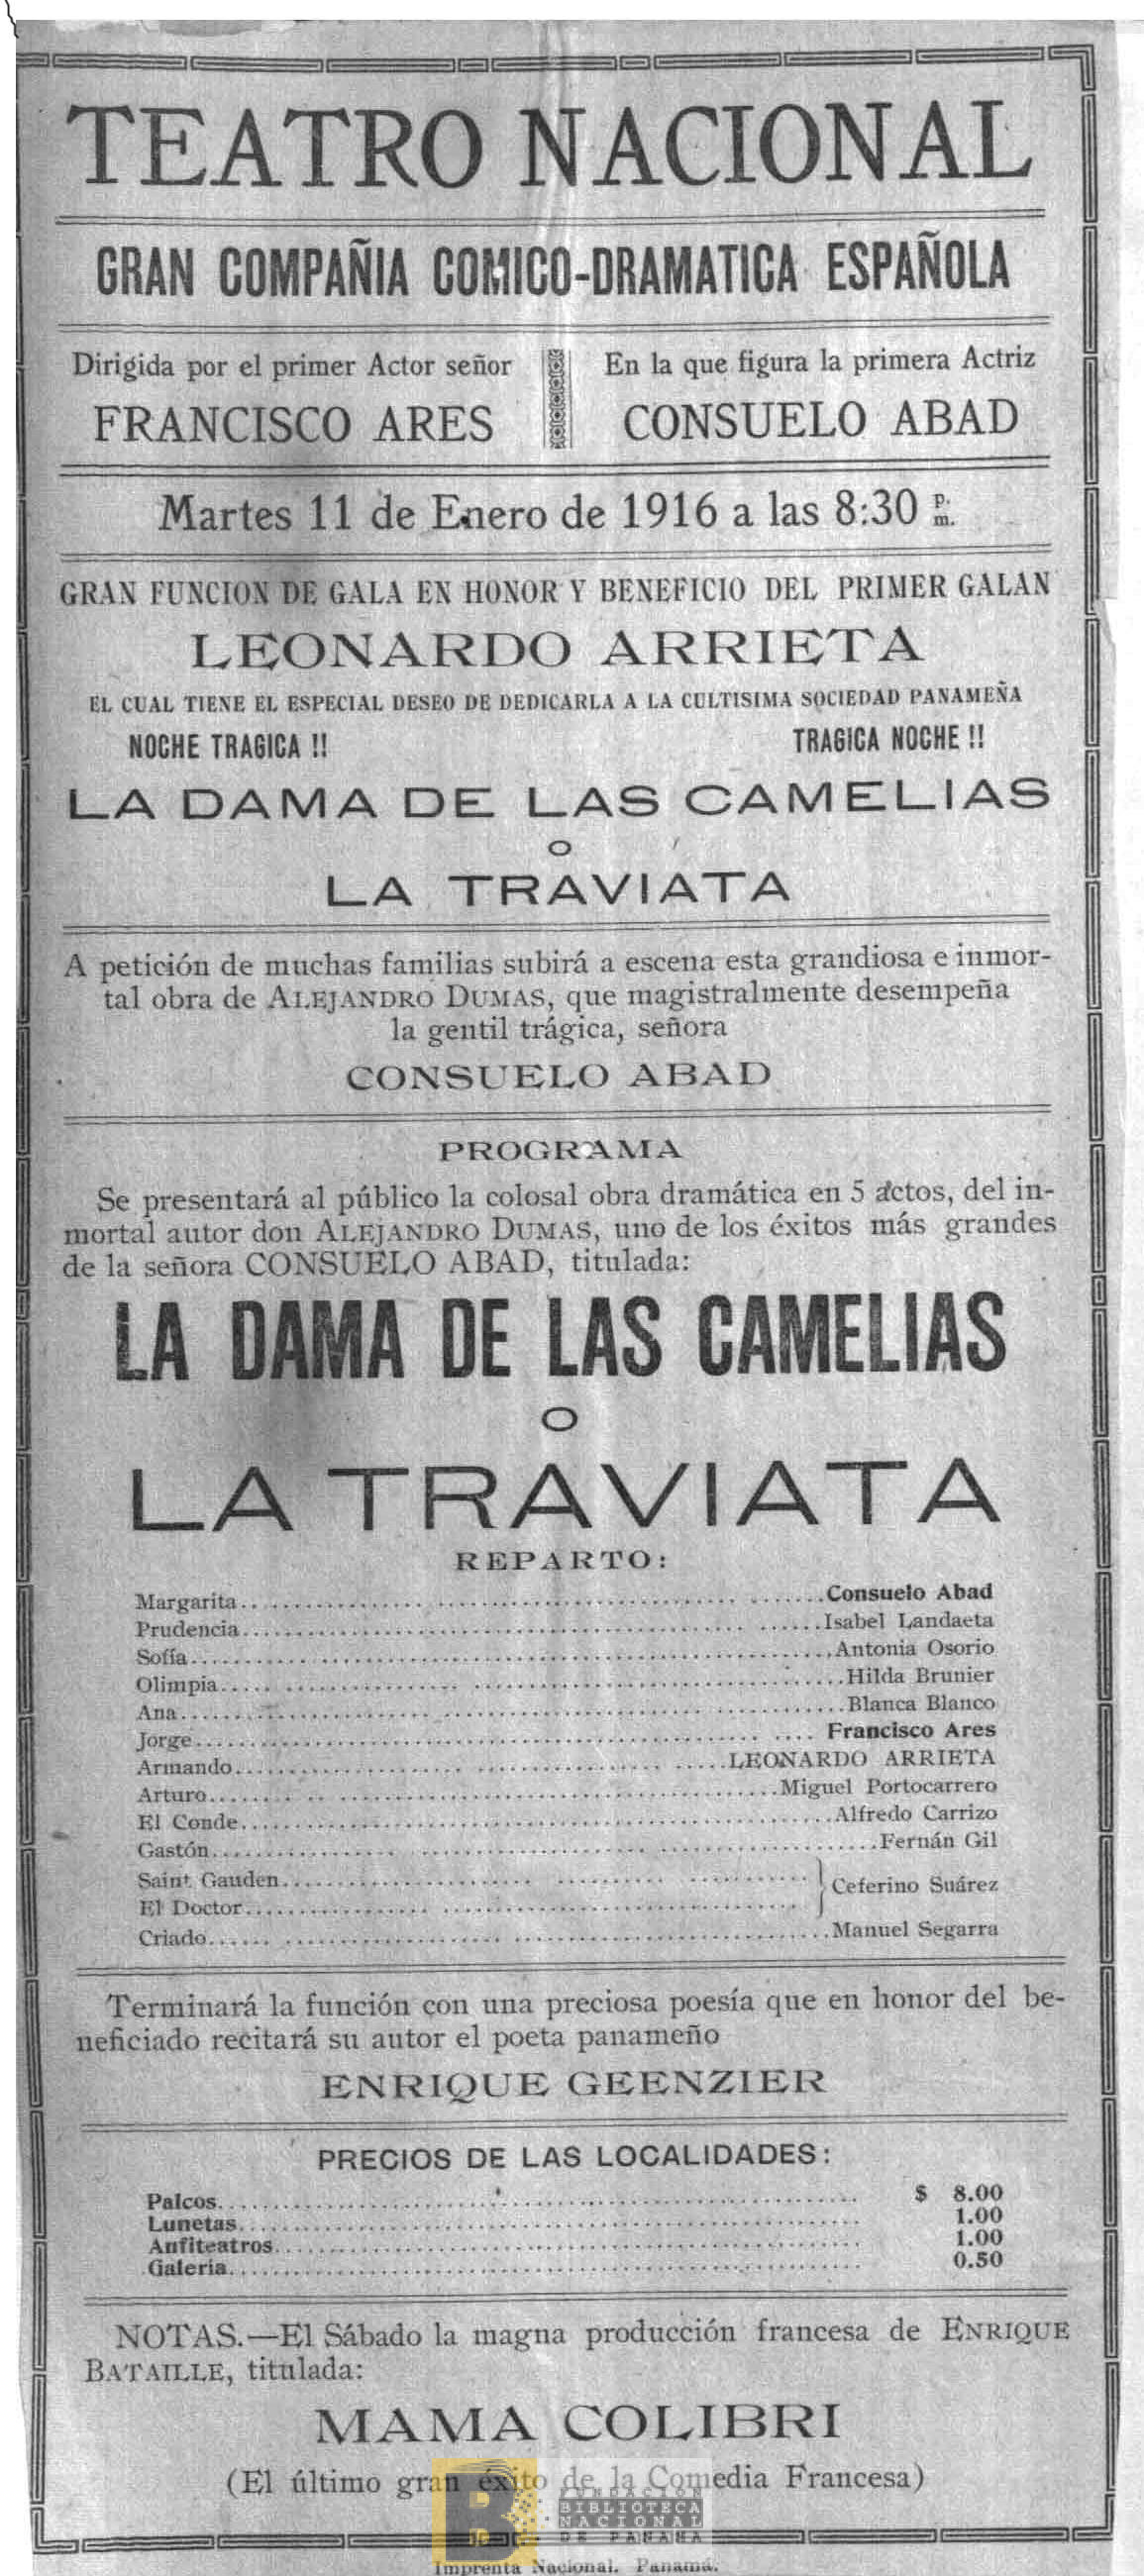 TEATRO NACIONAL
GRAN COMPAÑIA COMICO-DRAMATICA ESPAÑOLA
Dirigida por el primer Actor señor
FRANCISCO ARES
En la que figura la primera Actriz
CONSUELO ABAD
Martes 11 de Enero de 1916 a las 8:30 p. m.
GRAN FUNCION DE GALA EN HONOR Y BENEFICIO DEL PRIMER GALAN
LEONARDO ARRIETA
EL CUAL TIENE EL ESPECIAL DESEO DE DEDICARLA A LA CULTISIMA SOCIEDAD PANAMEÑA
NOCHE TRAGICA !! TRAGICA NOCHE !!
LA DAMA DE LAS CAMELIAS
O
LA TRAVIATA
A petición de muchas familias subirá a escena esta grandiosa e inmor-
tal obra de ALEJANDRO DUMAS, que magistralmente desempeña
la gentil trágica, señora
CONSUELO ABAD
PROGRAMA
Se presentará al público la colosal obra dramática en 5 actos, del in-
mortal autor don ALEJANDRO DUMAS, uno de los éxitos más grandes
de la señora CONSUELO ABAD, titulada:
LA DAMA DE LAS CAMELIAS
O
LA TRAVIATA
REPARTO:
Margarita........Consuelo Abad
Prudencia........Isabel Landaeta
Sofía........Antonia Osorio
Olimpia........Hilda Brunier
Ana........Blanca Blanco
Jorge........Francisco Ares
Armando........LEONARDO ARRIETA
Arturo........Miguel Portocarrero
El Conde........Alfredo Carrizo
Gastón........Fernán Gil
Saint Gauden........
El Doctor........} Ceferino Suárez
Criado........Manuel Segarra
Terminará la función con una preciosa poesía que en honor del be-
neficiado recitará su autor el poeta panameño
ENRIQUE GEENZIER
PRECIOS DE LAS LOCALIDADES:
Palcos........$ 8.00
Lunetas........1.00
Anfiteatros........1.00
Galeria........0.50
NOTAS.—El Sábado la magna producción francesa de ENRIQUE
BATAILLE, titulada:
MAMA COLIBRI
(El último gran éxito de la Comedia Francesa)
B
FUNDACIÓN
BIBLIOTECA
NACIONAL
DE PANAMÁ
Imprenta Nacional. Panamá.